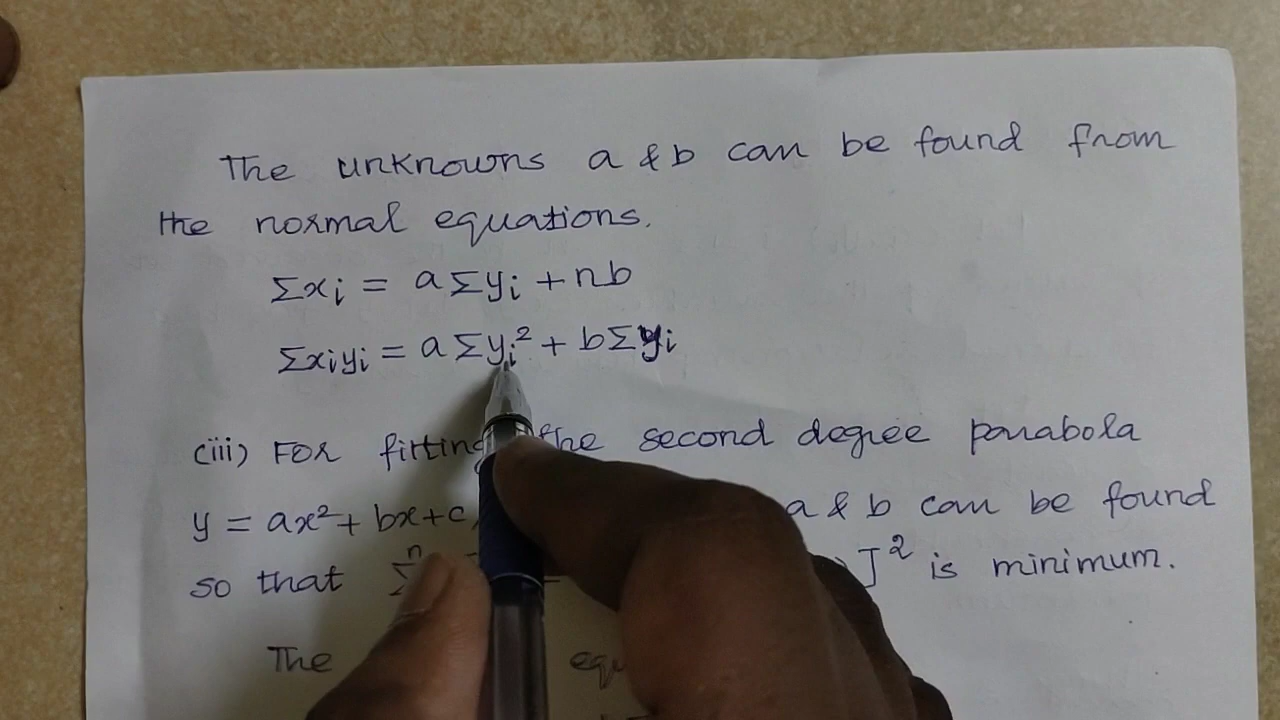 The unknowns a & b can be found from
the normal equations.
Σxi = aΣyi + nb
Σxiyi = aΣyi² + bΣyi
(iii) For fitting the second degree parabola
y = ax² + bx + c, a & b can be found
so that Σ n ]² is minimum.
The